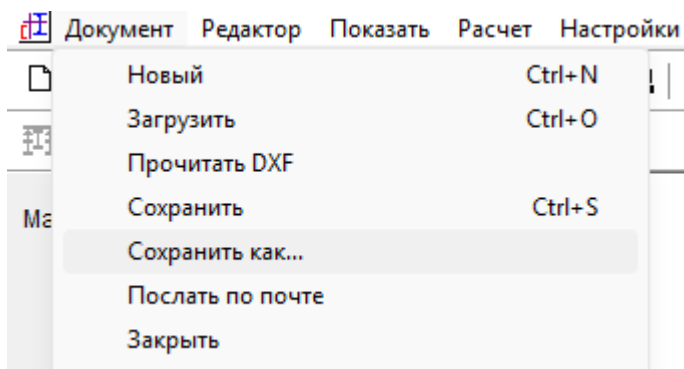 Документ Редактор Показать Расчет Настройки
Новый Ctrl+N
Загрузить Ctrl+O
Прочитать DXF
Сохранить Ctrl+S
Ма
Сохранить как...
Послать по почте
Закрыть